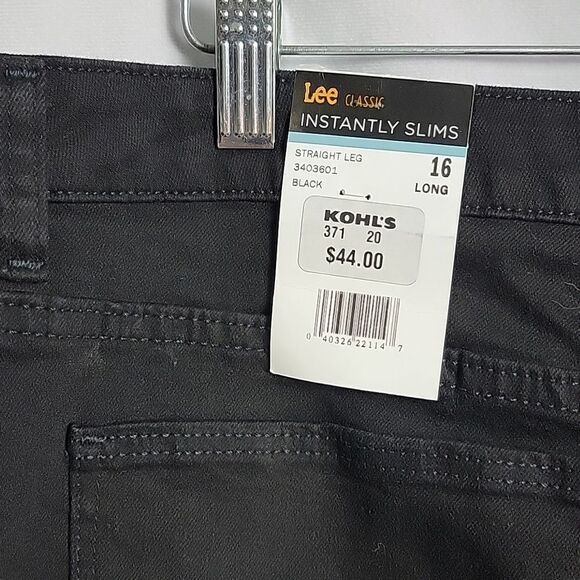 Lee CLASSIC
INSTANTLY SLIMS
STRAIGHT LEG
3403601
BLACK
16
LONG
KOHL'S
371 20
$44.00
0 40326 22114 7